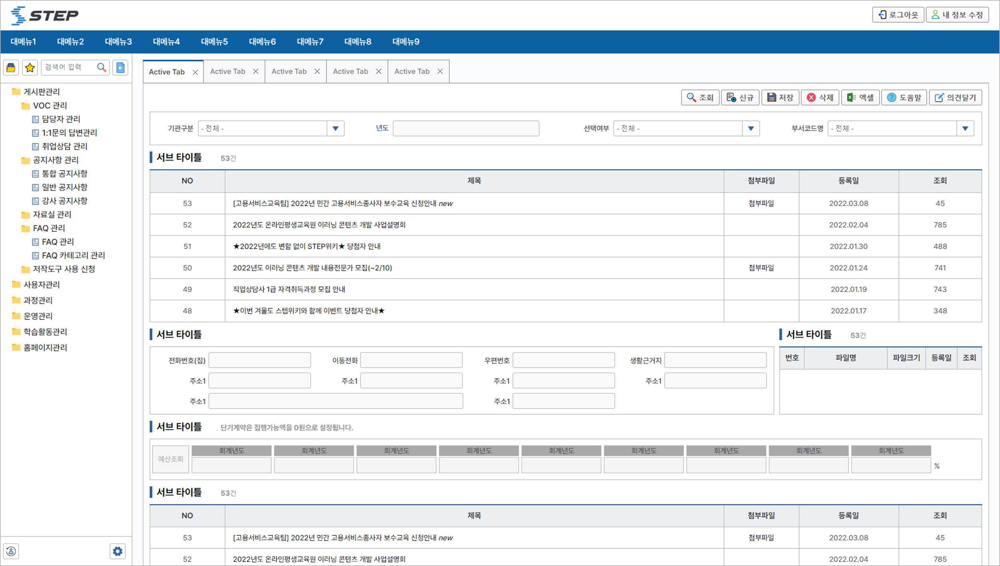 STEP
로그아웃 내 정보 수정
대메뉴1 대메뉴2 대메뉴3 대메뉴4 대메뉴5 대메뉴6 대메뉴7 대메뉴8 대메뉴9
검색어 입력
게시판관리
VOC 관리
담당자 관리
1:1문의 답변관리
취업상담 관리
공지사항 관리
통합 공지사항
일반 공지사항
강사 공지사항
자료실 관리
FAQ 관리
FAQ 관리
FAQ 카테고리 관리
저작도구 사용 신청
사용자관리
과정관리
운영관리
학습활동관리
홈페이지관리
Active Tab Active Tab Active Tab Active Tab Active Tab
조회 신규 저장 삭제 엑셀 도움말 의견달기
기관구분 - 전체 - 년도 선택여부 - 전체 - 부서코드명 - 전체 -
서브 타이틀 53건
NO 제목 첨부파일 등록일 조회
53 [고용서비스교육팀] 2022년 민간 고용서비스종사자 보수교육 신청안내 new 첨부파일 2022.03.08 45
52 2022년도 온라인평생교육원 이러닝 콘텐츠 개발 사업설명회 2022.02.04 785
51 ★2022년에도 변함 없이 STEP위키★ 당첨자 안내 2022.01.30 488
50 2022년도 이러닝 콘텐츠 개발 내용전문가 모집(~2/10) 첨부파일 2022.01.24 741
49 직업상담사 1급 자격취득과정 모집 안내 2022.01.19 743
48 ★이번 겨울도 스텝위키와 함께 이벤트 당첨자 안내★ 2022.01.17 348
서브 타이틀
전화번호(집) 이동전화 우편번호 생활근거지
주소1 주소1 주소1 주소1
주소1 주소1
서브 타이틀 53건
번호 파일명 파일크기 등록일 조회
서브 타이틀 단기계약은 집행가능액을 0원으로 설정됩니다.
예산조회 회계년도 회계년도 회계년도 회계년도 회계년도 회계년도 회계년도 회계년도 회계년도
%
서브 타이틀 53건
NO 제목 첨부파일 등록일 조회
53 [고용서비스교육팀] 2022년 민간 고용서비스종사자 보수교육 신청안내 new 첨부파일 2022.03.08 45
52 2022년도 온라인평생교육원 이러닝 콘텐츠 개발 사업설명회 2022.02.04 785